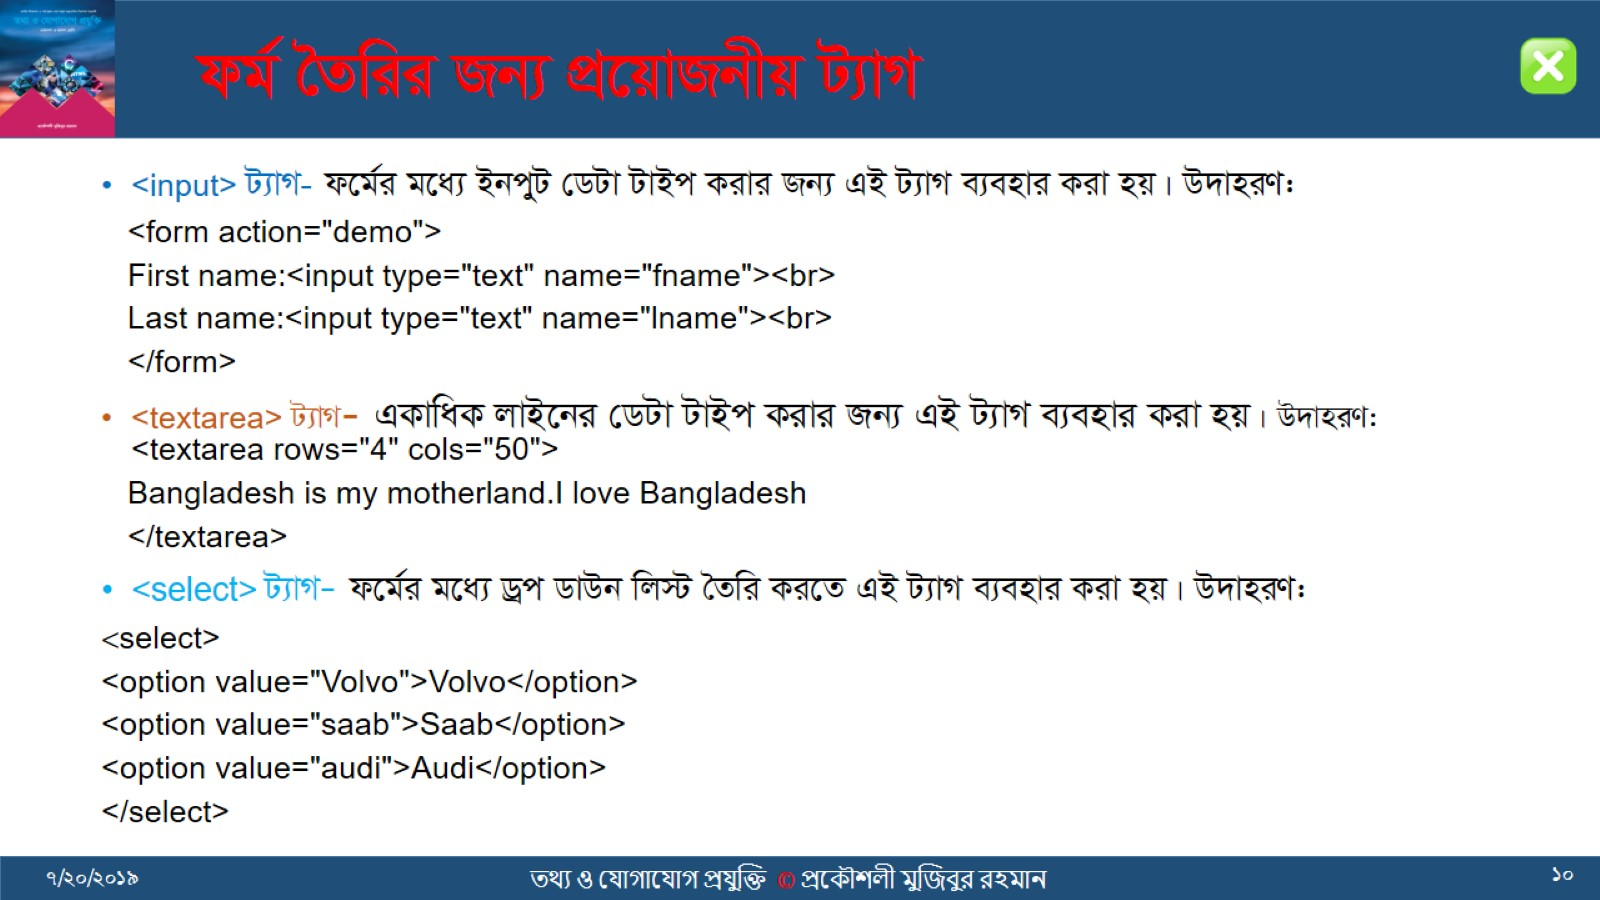 তথ্য ও যোগাযোগ প্রযুক্তি
ফর্ম তৈরির জন্য প্রয়োজনীয় ট্যাগ
• <input> ট্যাগ- ফর্মের মধ্যে ইনপুট ডেটা টাইপ করার জন্য এই ট্যাগ ব্যবহার করা হয়। উদাহরণ:
<form action="demo">
First name:<input type="text" name="fname"><br>
Last name:<input type="text" name="lname"><br>
</form>
• <textarea> ট্যাগ- একাধিক লাইনের ডেটা টাইপ করার জন্য এই ট্যাগ ব্যবহার করা হয়। উদাহরণ:
<textarea rows="4" cols="50">
Bangladesh is my motherland.I love Bangladesh
</textarea>
• <select> ট্যাগ- ফর্মের মধ্যে ড্রপ ডাউন লিস্ট তৈরি করতে এই ট্যাগ ব্যবহার করা হয়। উদাহরণ:
<select>
<option value="Volvo">Volvo</option>
<option value="saab">Saab</option>
<option value="audi">Audi</option>
</select>
৭/২০/২০১৯
তথ্য ও যোগাযোগ প্রযুক্তি © প্রকৌশলী মুজিবুর রহমান
১০